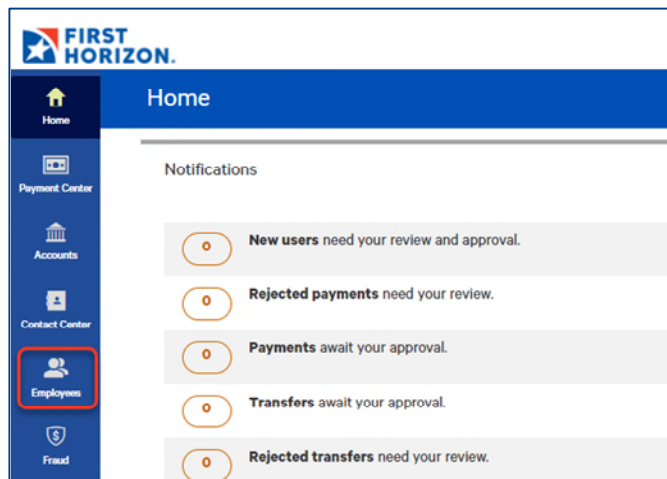 FIRST
HORIZON.
Home
Home
Payment Center
Accounts
Contact Center
Employees
Fraud
Notifications
0 New users need your review and approval.
0 Rejected payments need your review.
0 Payments await your approval.
0 Transfers await your approval.
0 Rejected transfers need your review.